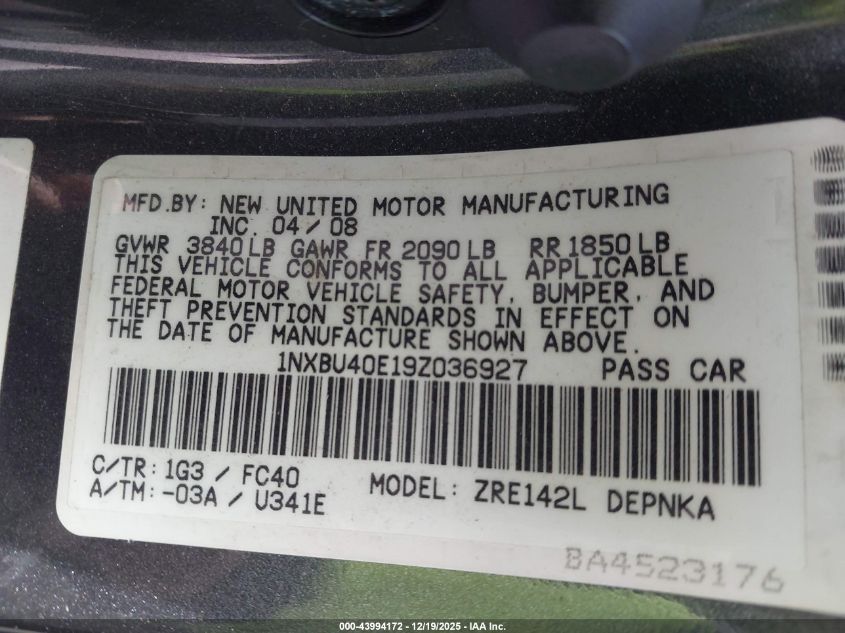 MFD.BY: NEW UNITED MOTOR MANUFACTURING
INC. 04/08
GVWR 3840LB GAWR FR 2090LB RR 1850LB
THIS VEHICLE CONFORMS TO ALL APPLICABLE
FEDERAL MOTOR VEHICLE SAFETY, BUMPER, AND
THEFT PREVENTION STANDARDS IN EFFECT ON
THE DATE OF MANUFACTURE SHOWN ABOVE.
1NXBU40E19Z036927 PASS CAR
C/TR: 1G3 / FC40
A/TM: -03A / U341E
MODEL: ZRE142L DEPNKA
BA4523176
000-43994172 - 12/19/2025 - IAA Inc.